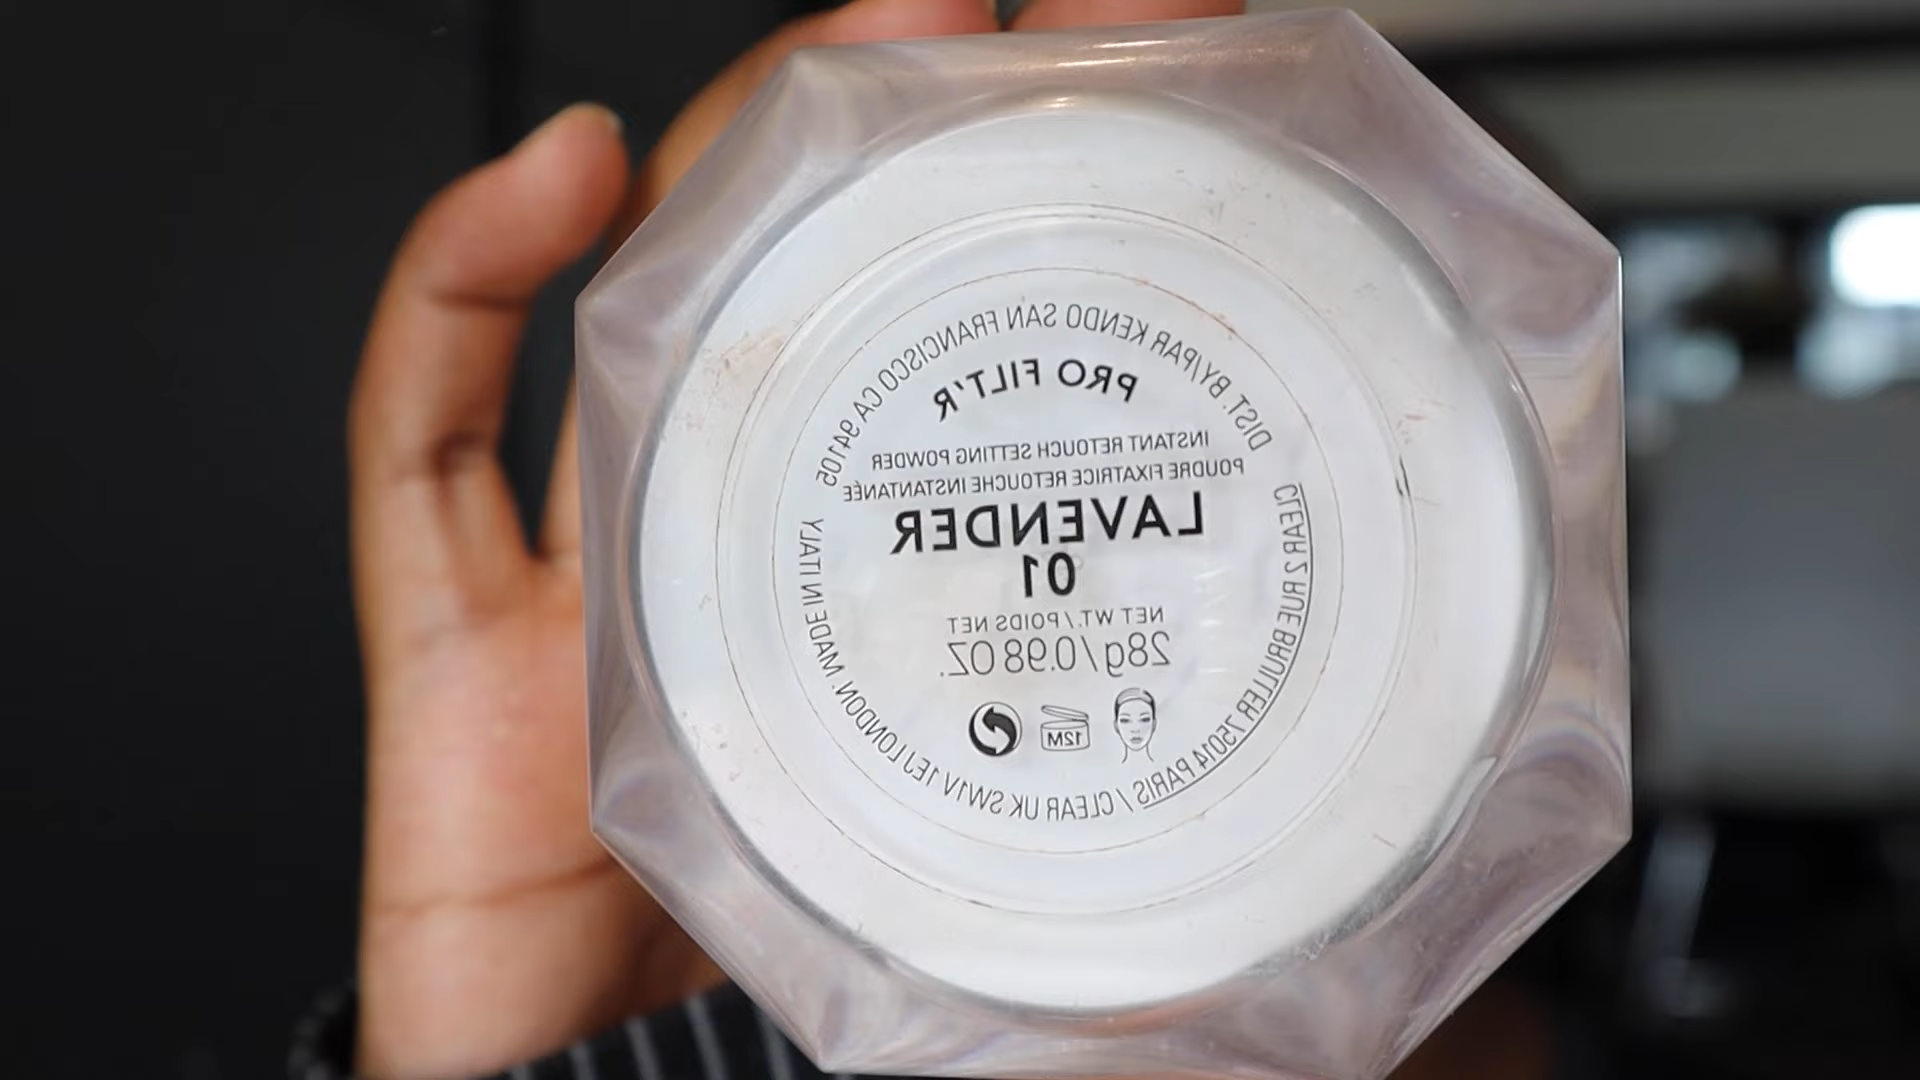 DIST. BY/PAR KENDO SAN FRANCISCO CA 94105
PRO FILT'R
INSTANT RETOUCH SETTING POWDER
POUDRE FIXATRICE RETOUCHE INSTANTANÉE
LAVENDER
01
NET WT./POIDS NET
28g/0.98 OZ.
12M
CLEAR 2 RUE BRULLER 75014 PARIS / CLEAR UK SW1V 1EJ LONDON. MADE IN ITALY